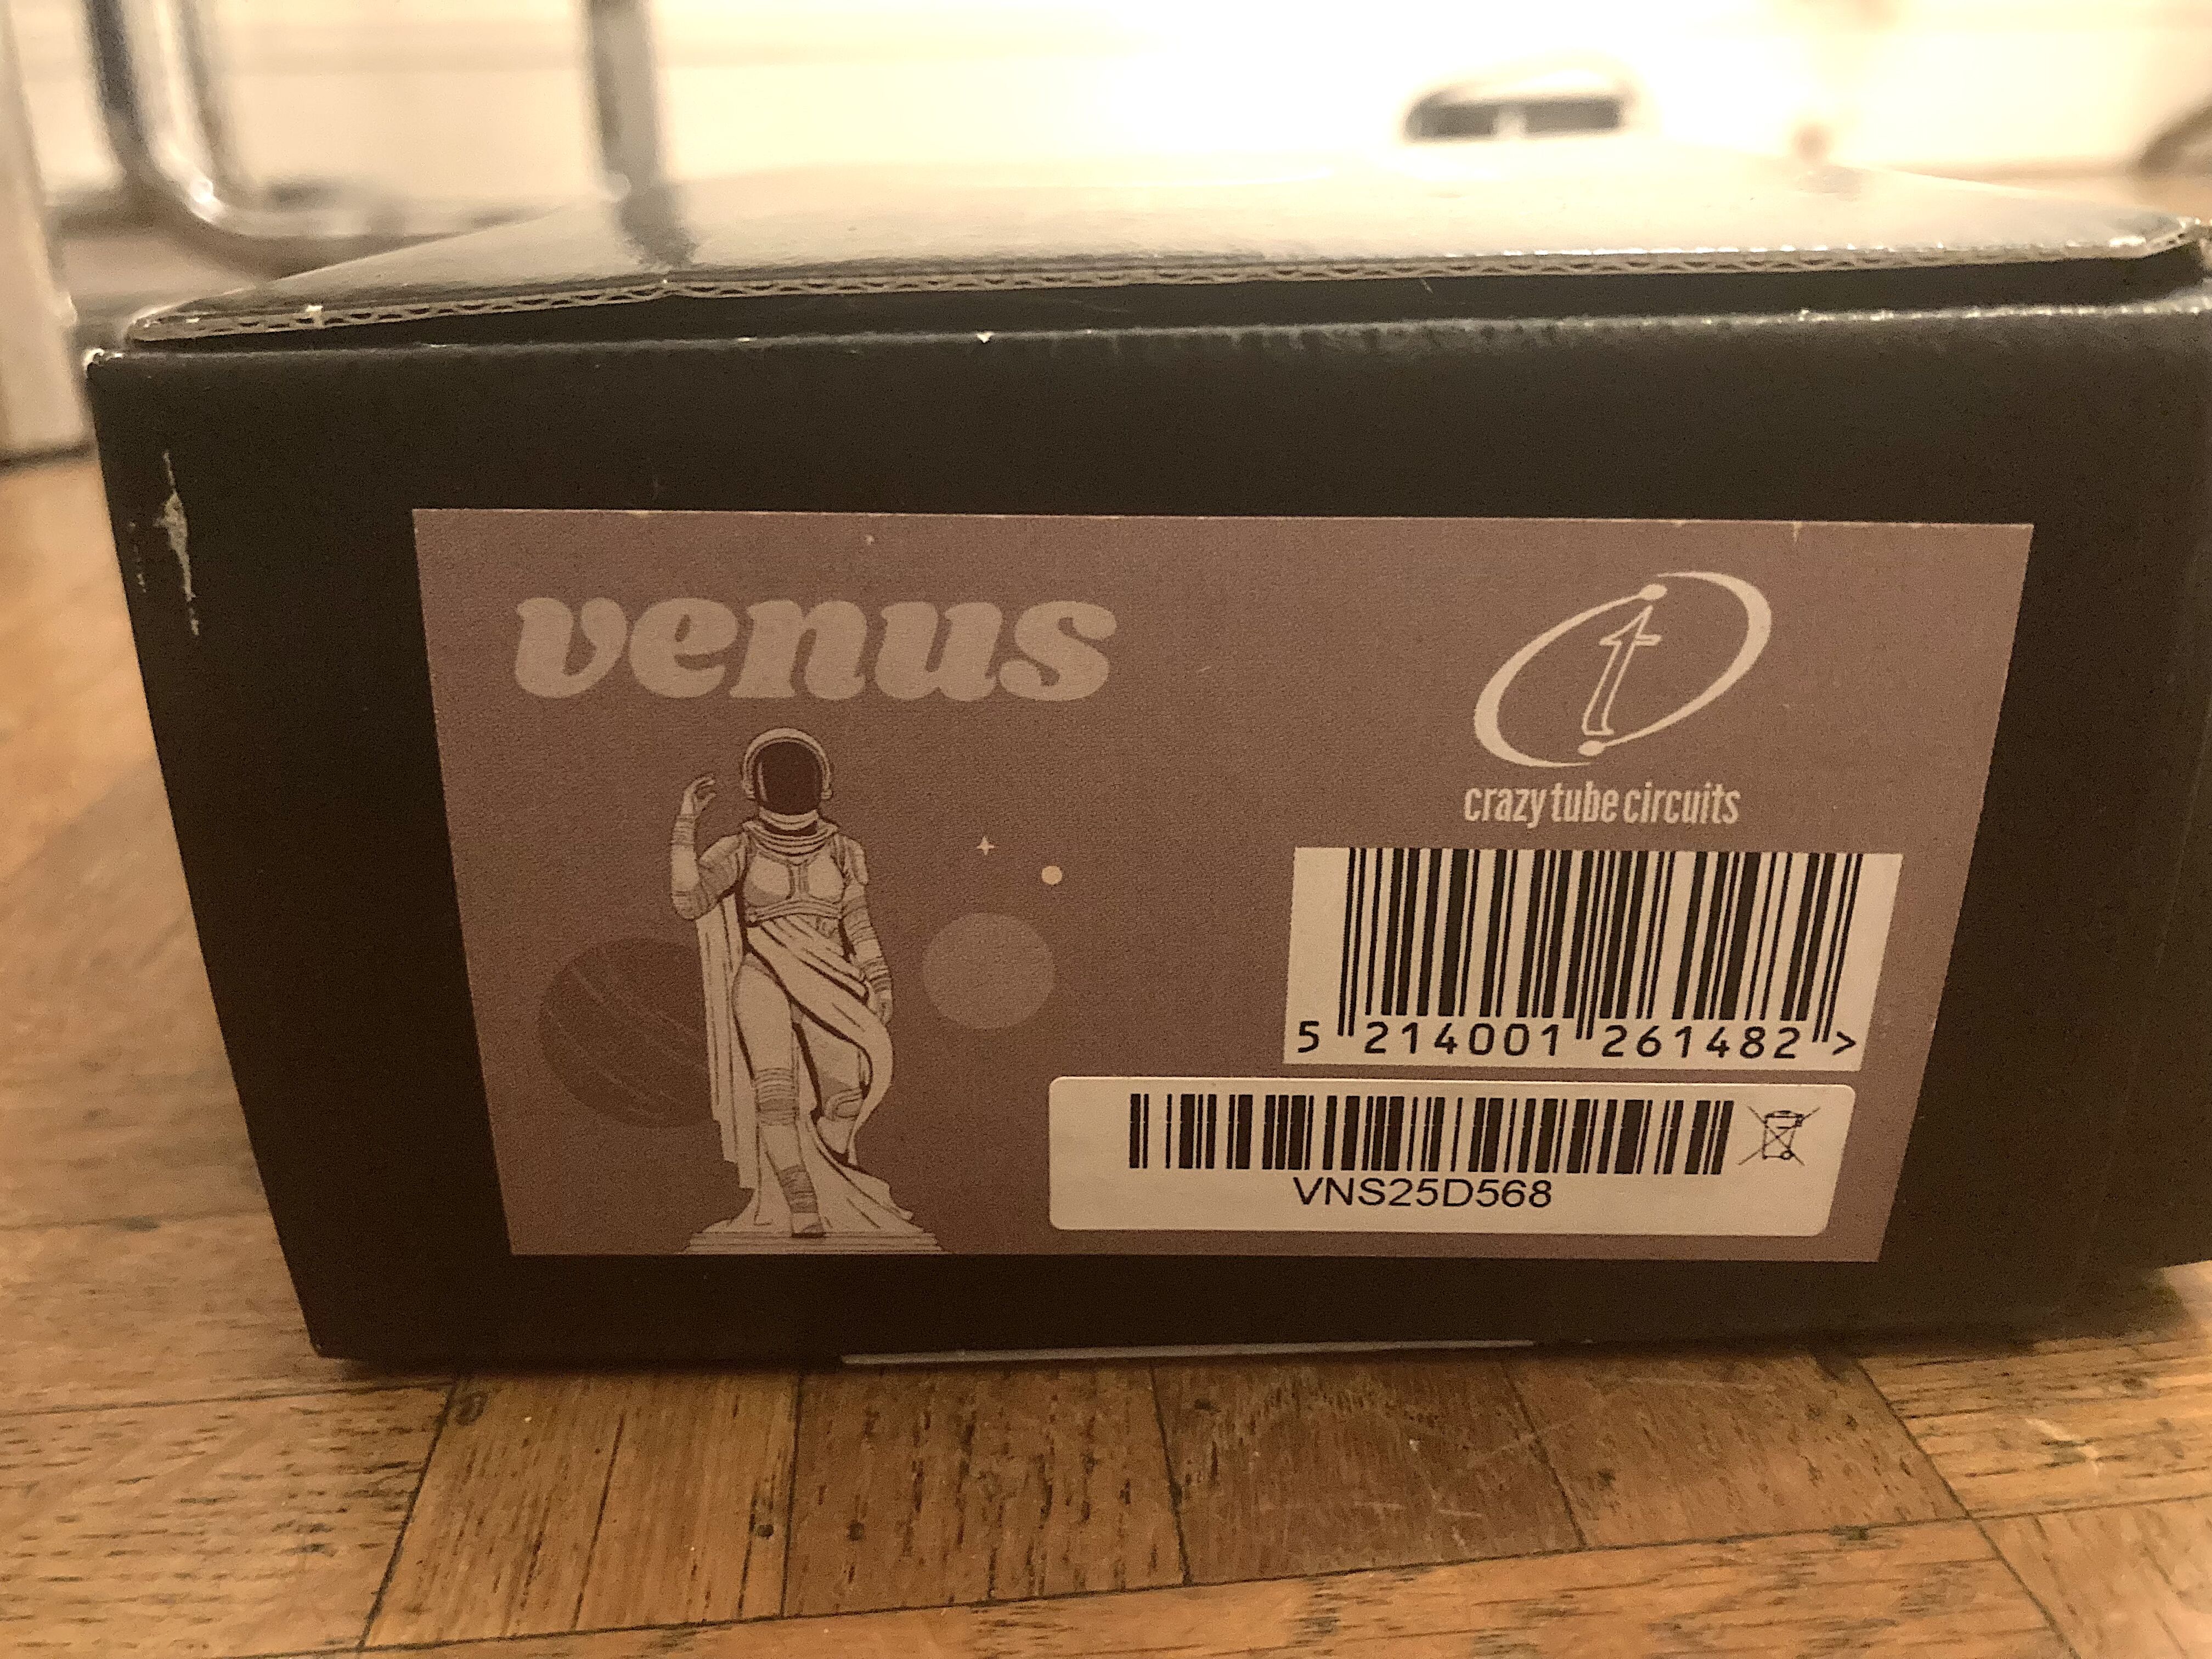 venus
t
crazy tube circuits
5 214001 261482 >
VNS25D568